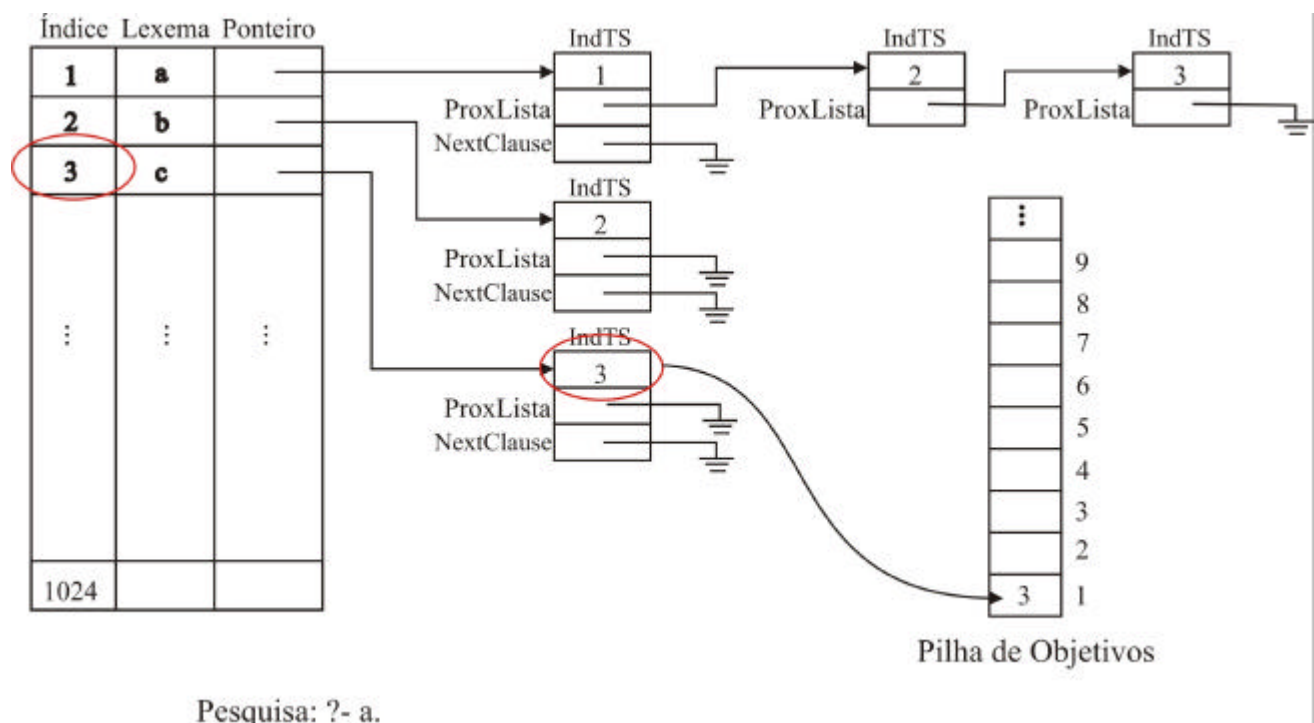 Índice Lexema Ponteiro
IndTS IndTS IndTS
1 a 1 2 3
ProxLista ProxLista ProxLista
2 b NextClause
3 c
IndTS
2
ProxLista
NextClause
⋮ ⋮ ⋮
IndTS
3
ProxLista
NextClause
⋮
9
8
7
6
5
4
3
2
3 1
1024
Pilha de Objetivos
Pesquisa: ?- a.